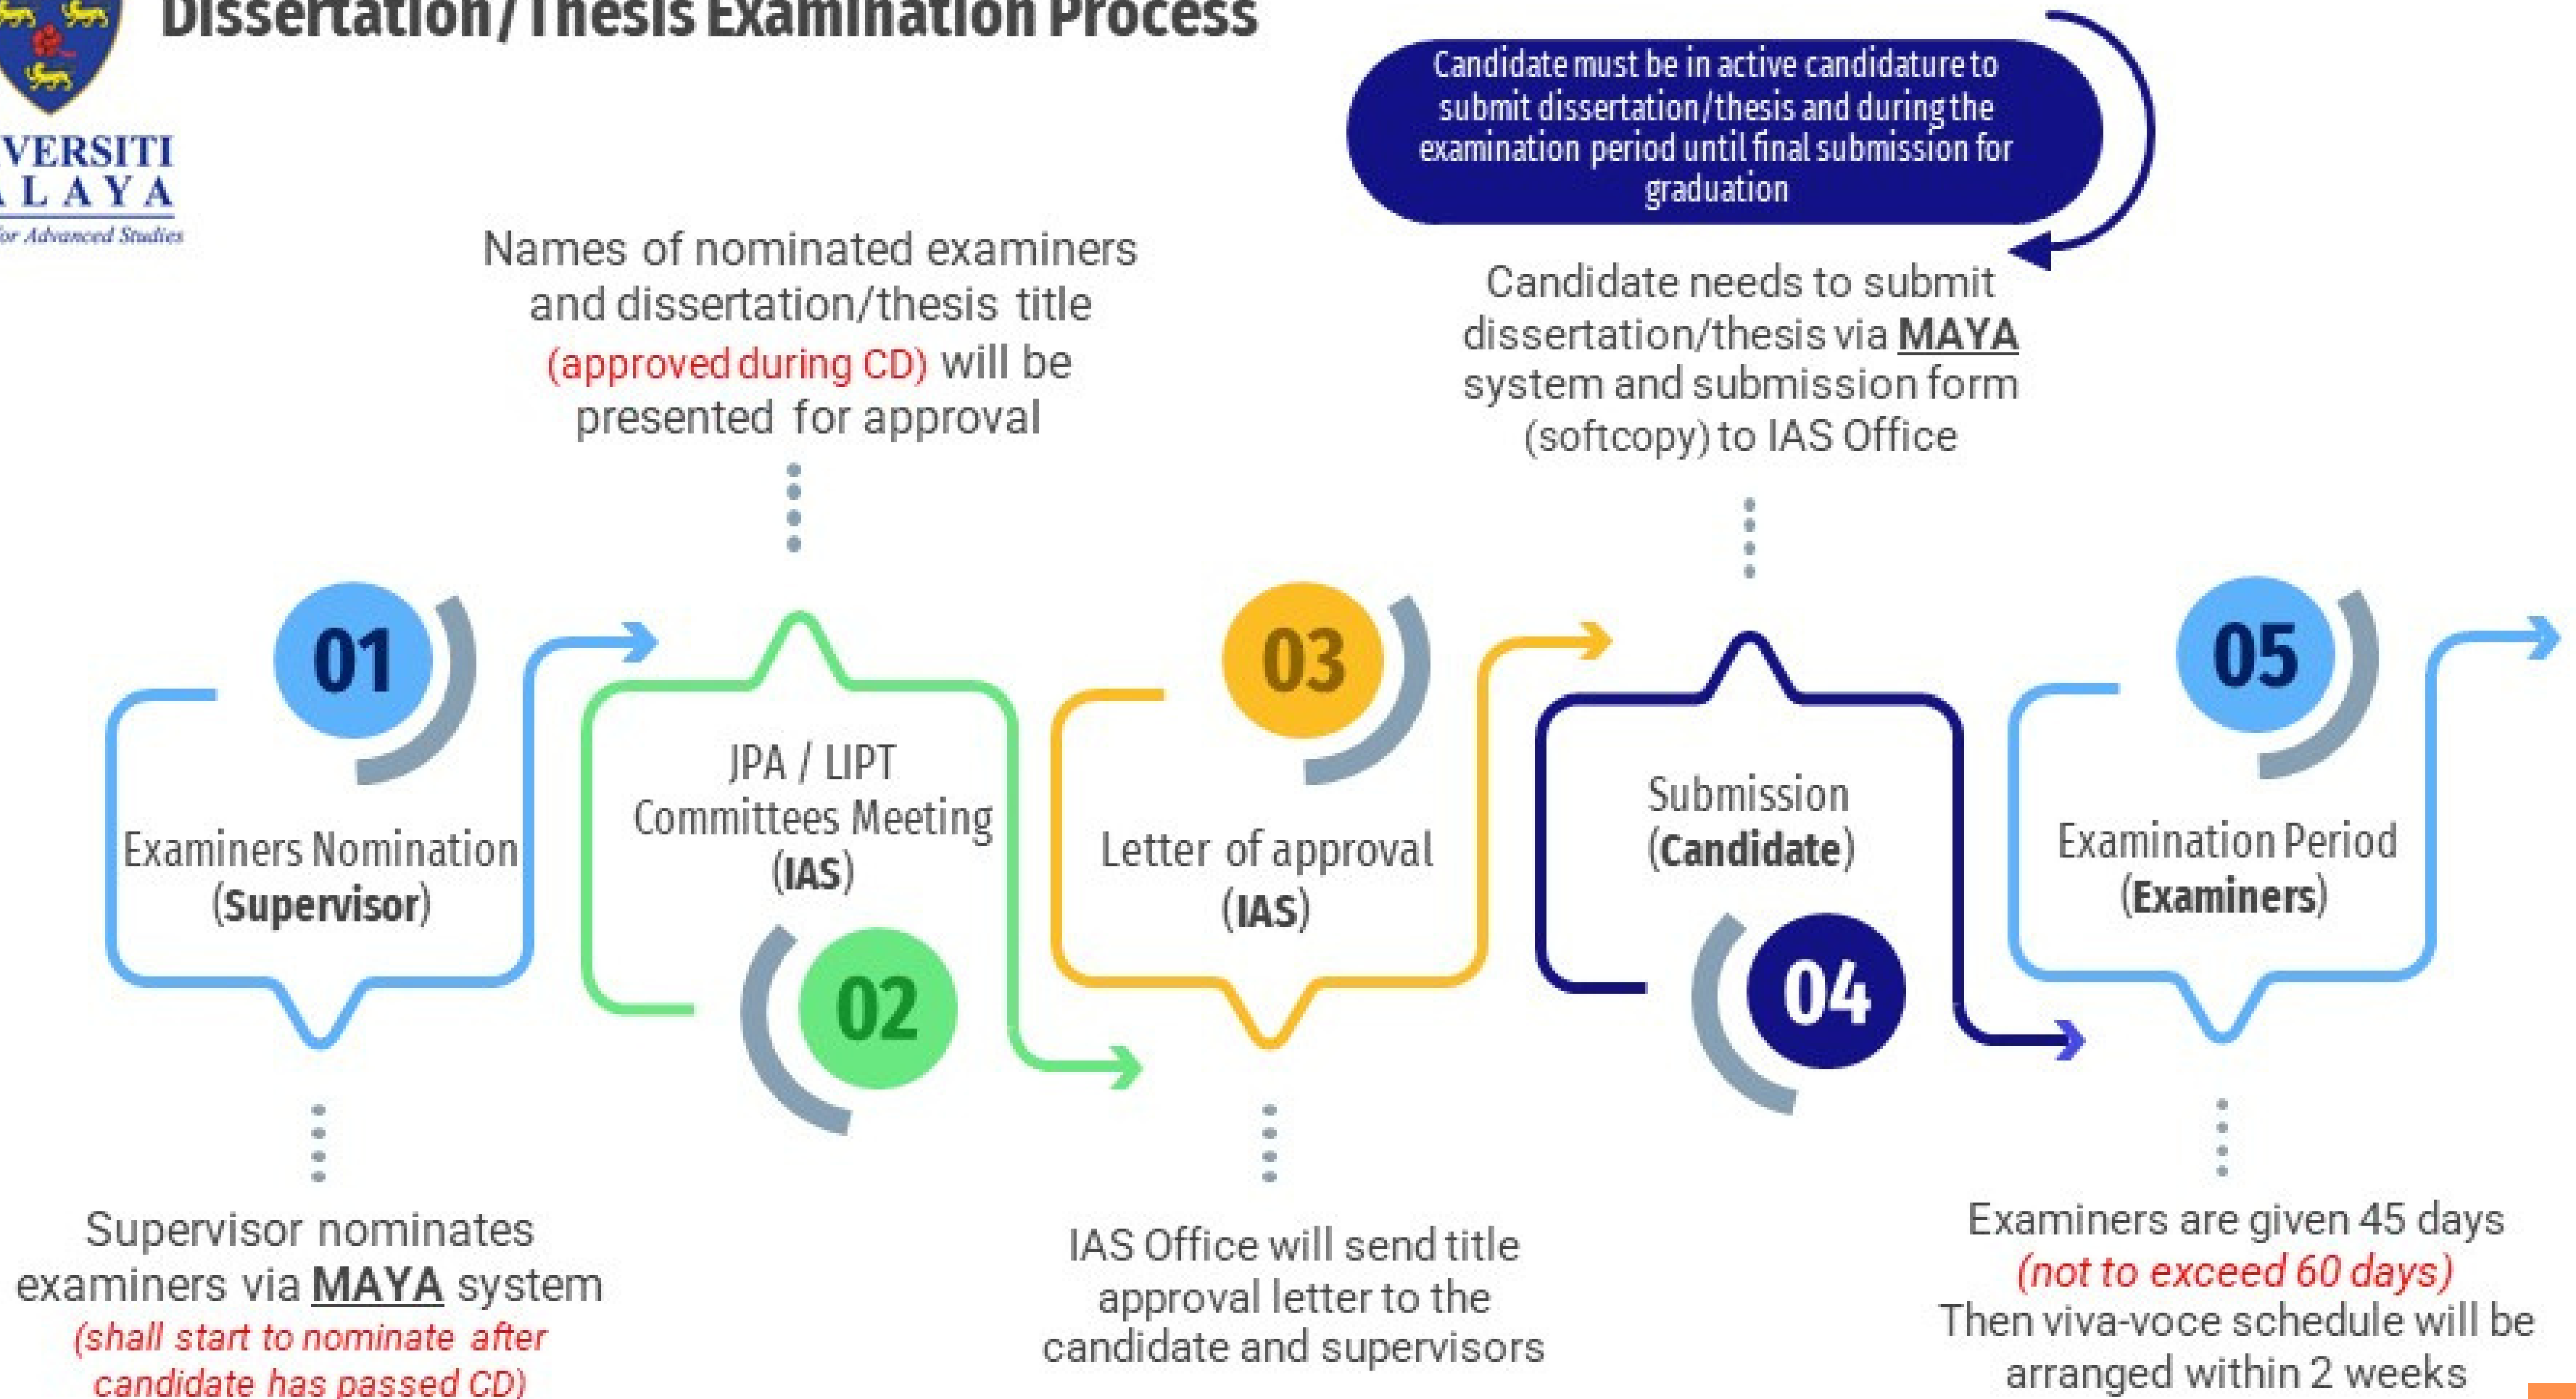 Dissertation/Thesis Examination Process
VERSITI
ALAYA
for Advanced Studies
Candidate must be in active candidature to
submit dissertation/thesis and during the
examination period until final submission for
graduation
Names of nominated examiners
and dissertation/thesis title
(approved during CD) will be
presented for approval
Candidate needs to submit
dissertation/thesis via MAYA
system and submission form
(softcopy) to IAS Office
01
Examiners Nomination
(Supervisor)
JPA / LIPT
Committees Meeting
(IAS)
02
03
Letter of approval
(IAS)
Submission
(Candidate)
04
05
Examination Period
(Examiners)
Supervisor nominates
examiners via MAYA system
(shall start to nominate after
candidate has passed CD)
IAS Office will send title
approval letter to the
candidate and supervisors
Examiners are given 45 days
(not to exceed 60 days)
Then viva-voce schedule will be
arranged within 2 weeks